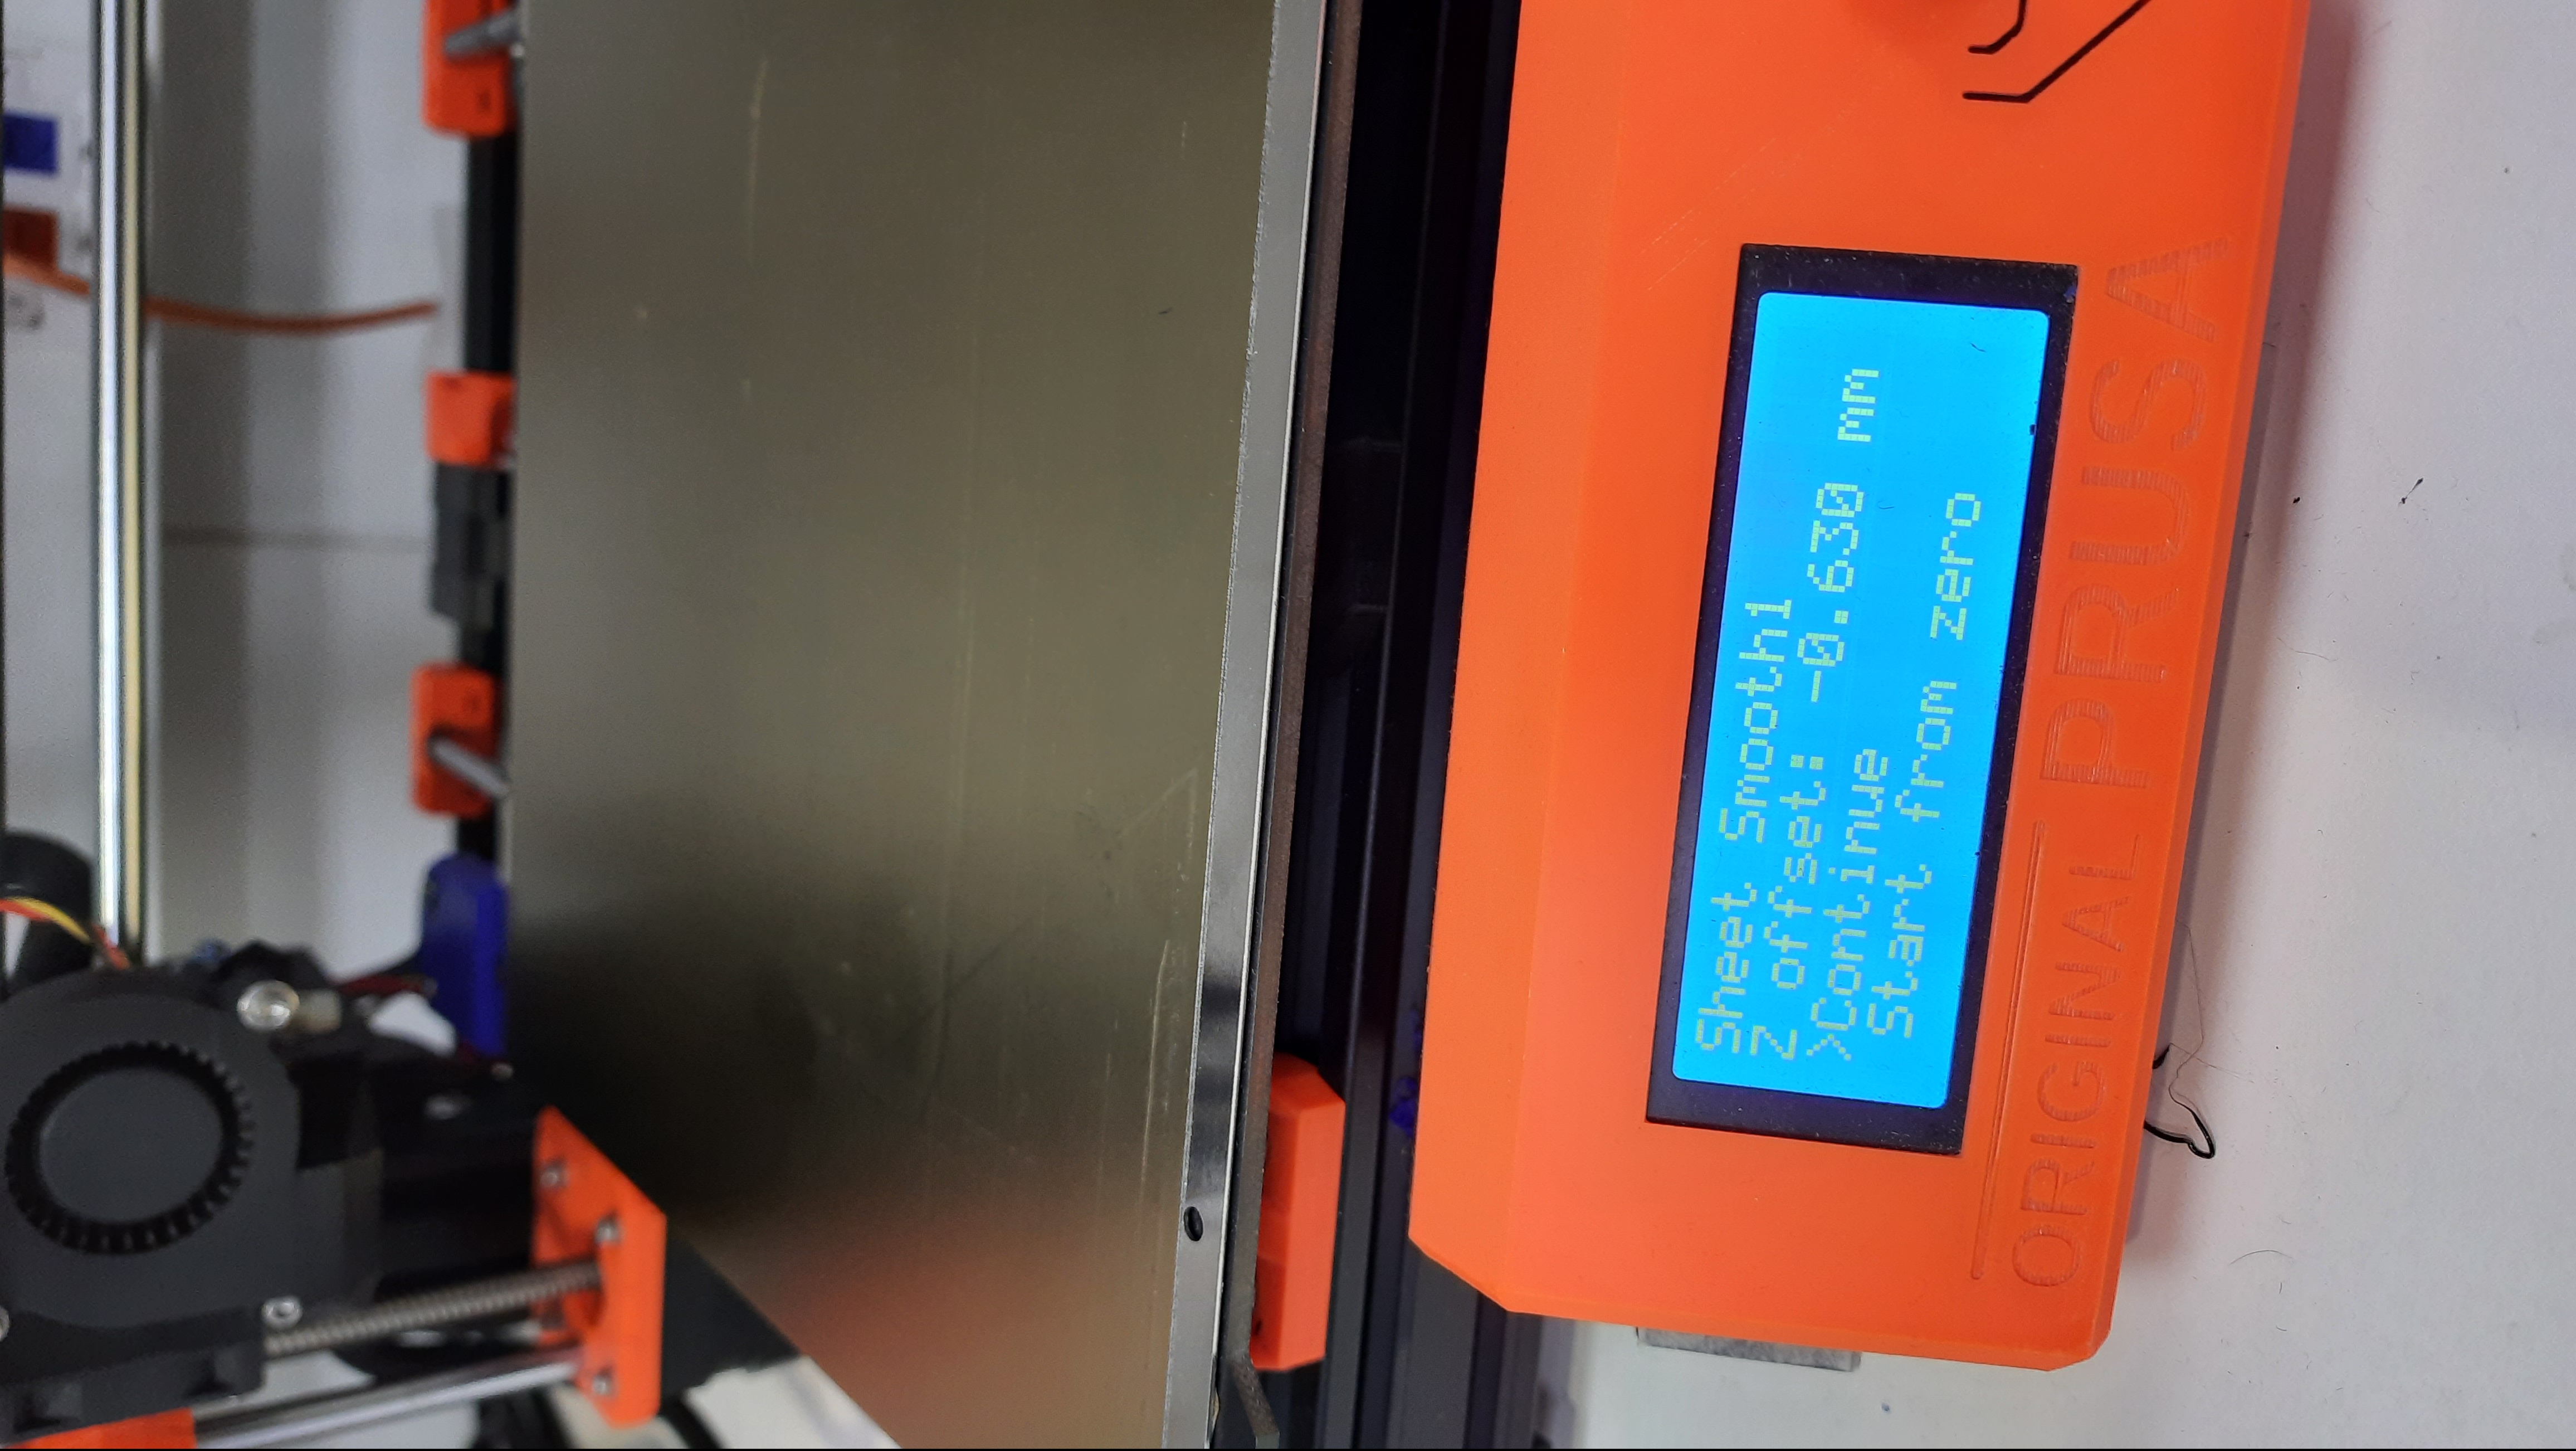 Sheet Smooth1
Z offset: -0.630 mm
>Continue
Start from zero
ORIGINAL PRUSA